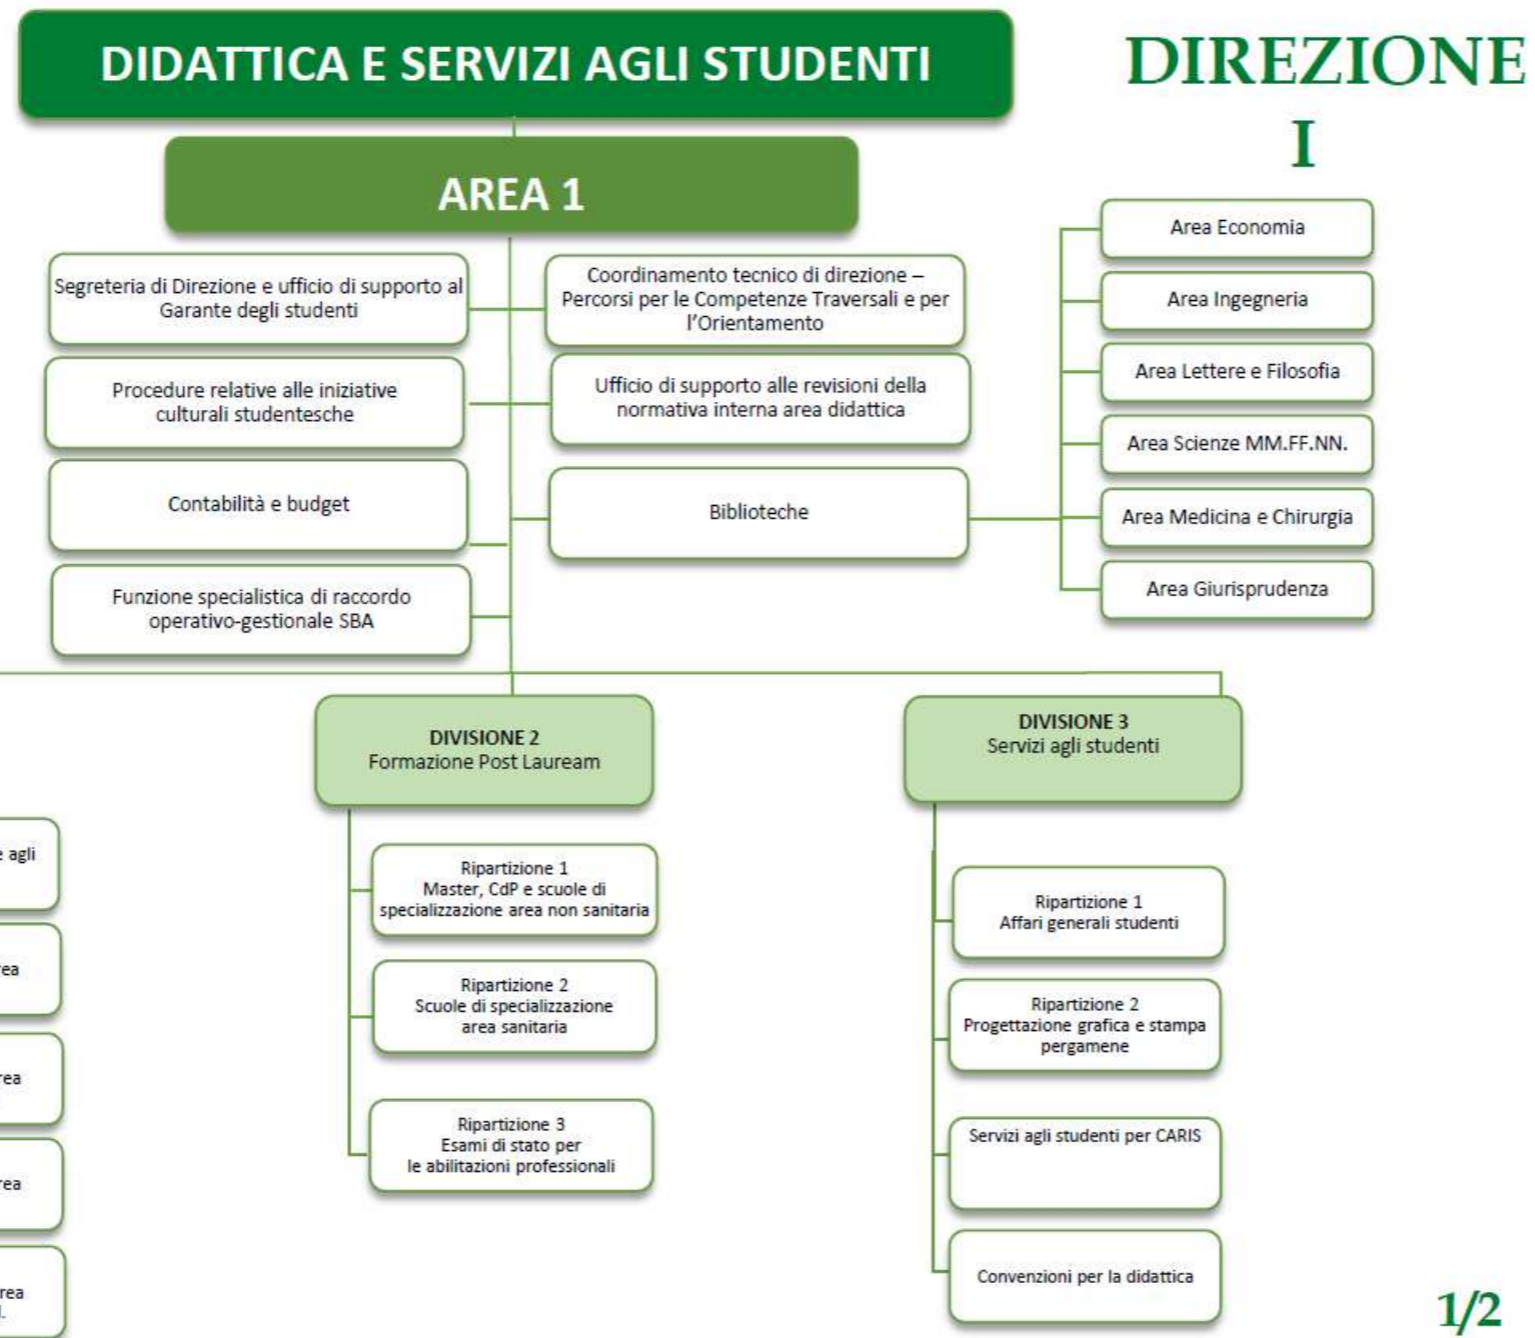 DIDATTICA E SERVIZI AGLI STUDENTI
DIREZIONE
I
AREA 1
Segreteria di Direzione e ufficio di supporto al
Garante degli studenti
Coordinamento tecnico di direzione –
Percorsi per le Competenze Traversali e per
l'Orientamento
Procedure relative alle iniziative
culturali studentesche
Ufficio di supporto alle revisioni della
normativa interna area didattica
Contabilità e budget
Biblioteche
Funzione specialistica di raccordo
operativo-gestionale SBA
Area Economia
Area Ingegneria
Area Lettere e Filosofia
Area Scienze MM.FF.NN.
Area Medicina e Chirurgia
Area Giurisprudenza
DIVISIONE 2
Formazione Post Lauream
DIVISIONE 3
Servizi agli studenti
agli
Ripartizione 1
Master, CdP e scuole di
specializzazione area non sanitaria
Ripartizione 2
Scuole di specializzazione
area sanitaria
Ripartizione 3
Esami di stato per
le abilitazioni professionali
Ripartizione 1
Affari generali studenti
Ripartizione 2
Progettazione grafica e stampa
pergamene
Servizi agli studenti per CARIS
Convenzioni per la didattica
1/2